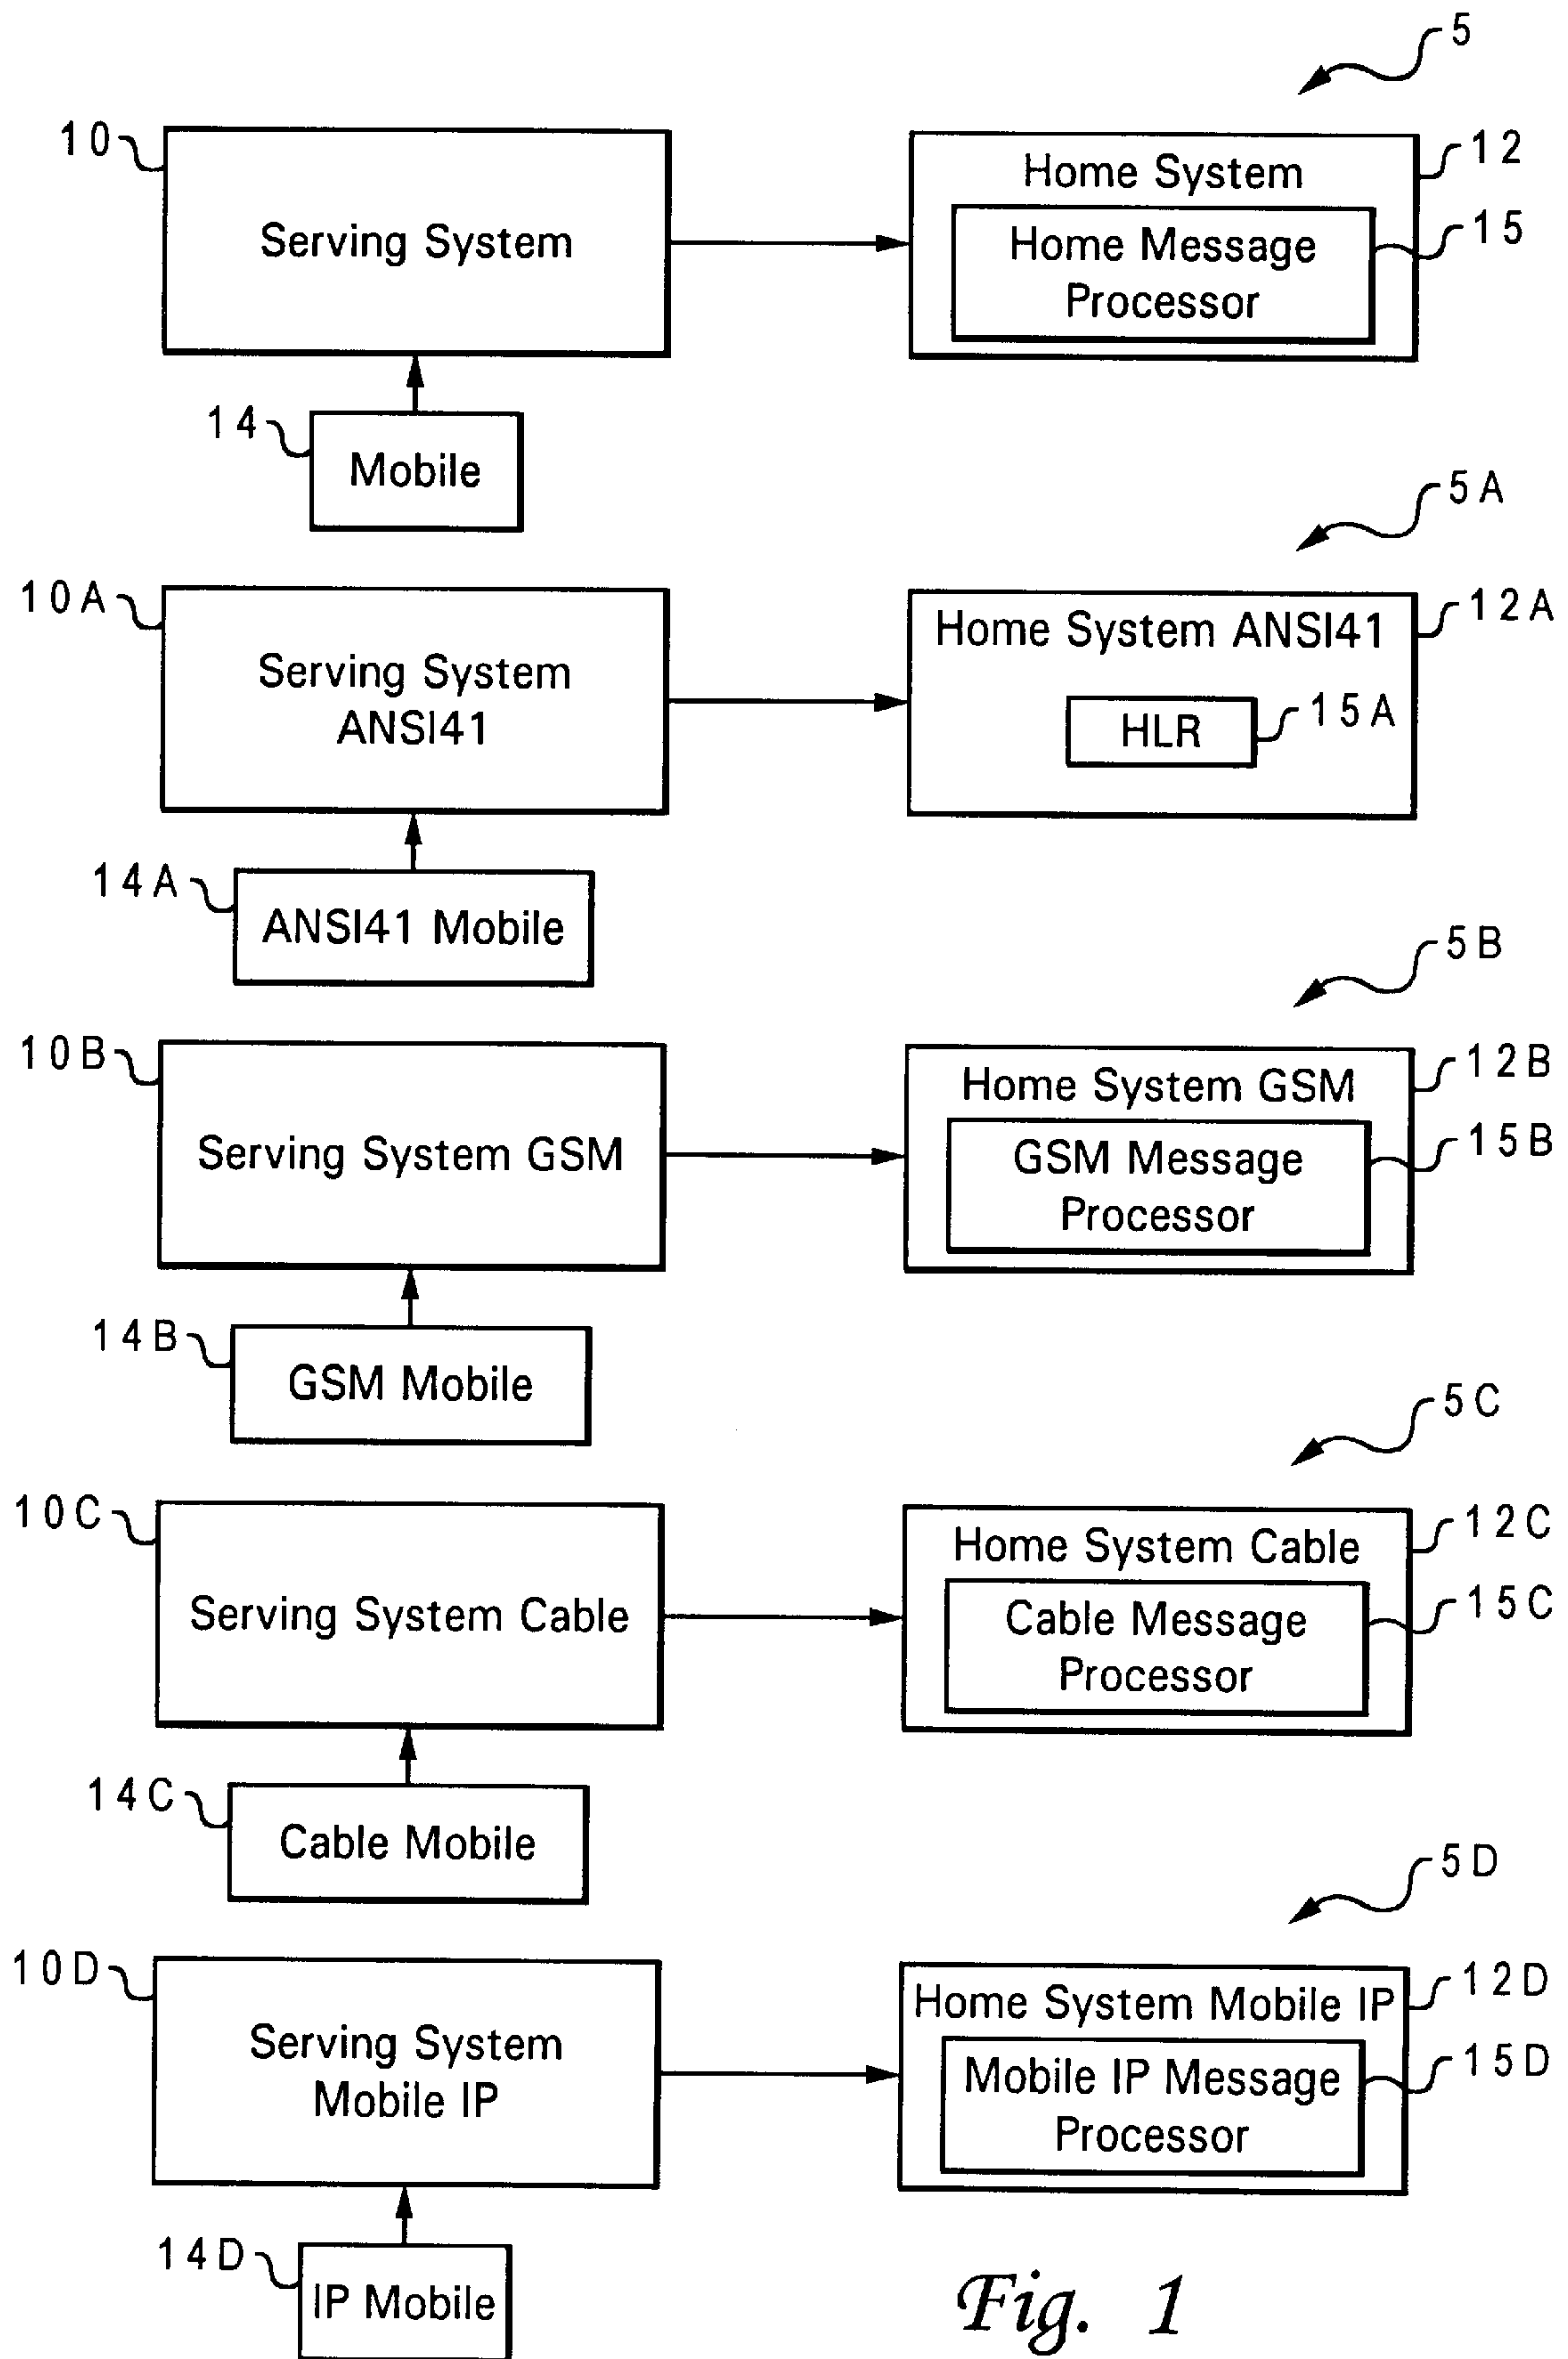 5
10
Serving System
Home System
12
Home Message
Processor
15
14
Mobile
5A
10A
Serving System
ANSI41
Home System ANSI41
12A
HLR
15A
14A
ANSI41 Mobile
5B
10B
Serving System GSM
Home System GSM
12B
GSM Message
Processor
15B
14B
GSM Mobile
5C
10C
Serving System Cable
Home System Cable
12C
Cable Message
Processor
15C
14C
Cable Mobile
5D
10D
Serving System
Mobile IP
Home System Mobile IP
12D
Mobile IP Message
Processor
15D
14D
IP Mobile
Fig. 1